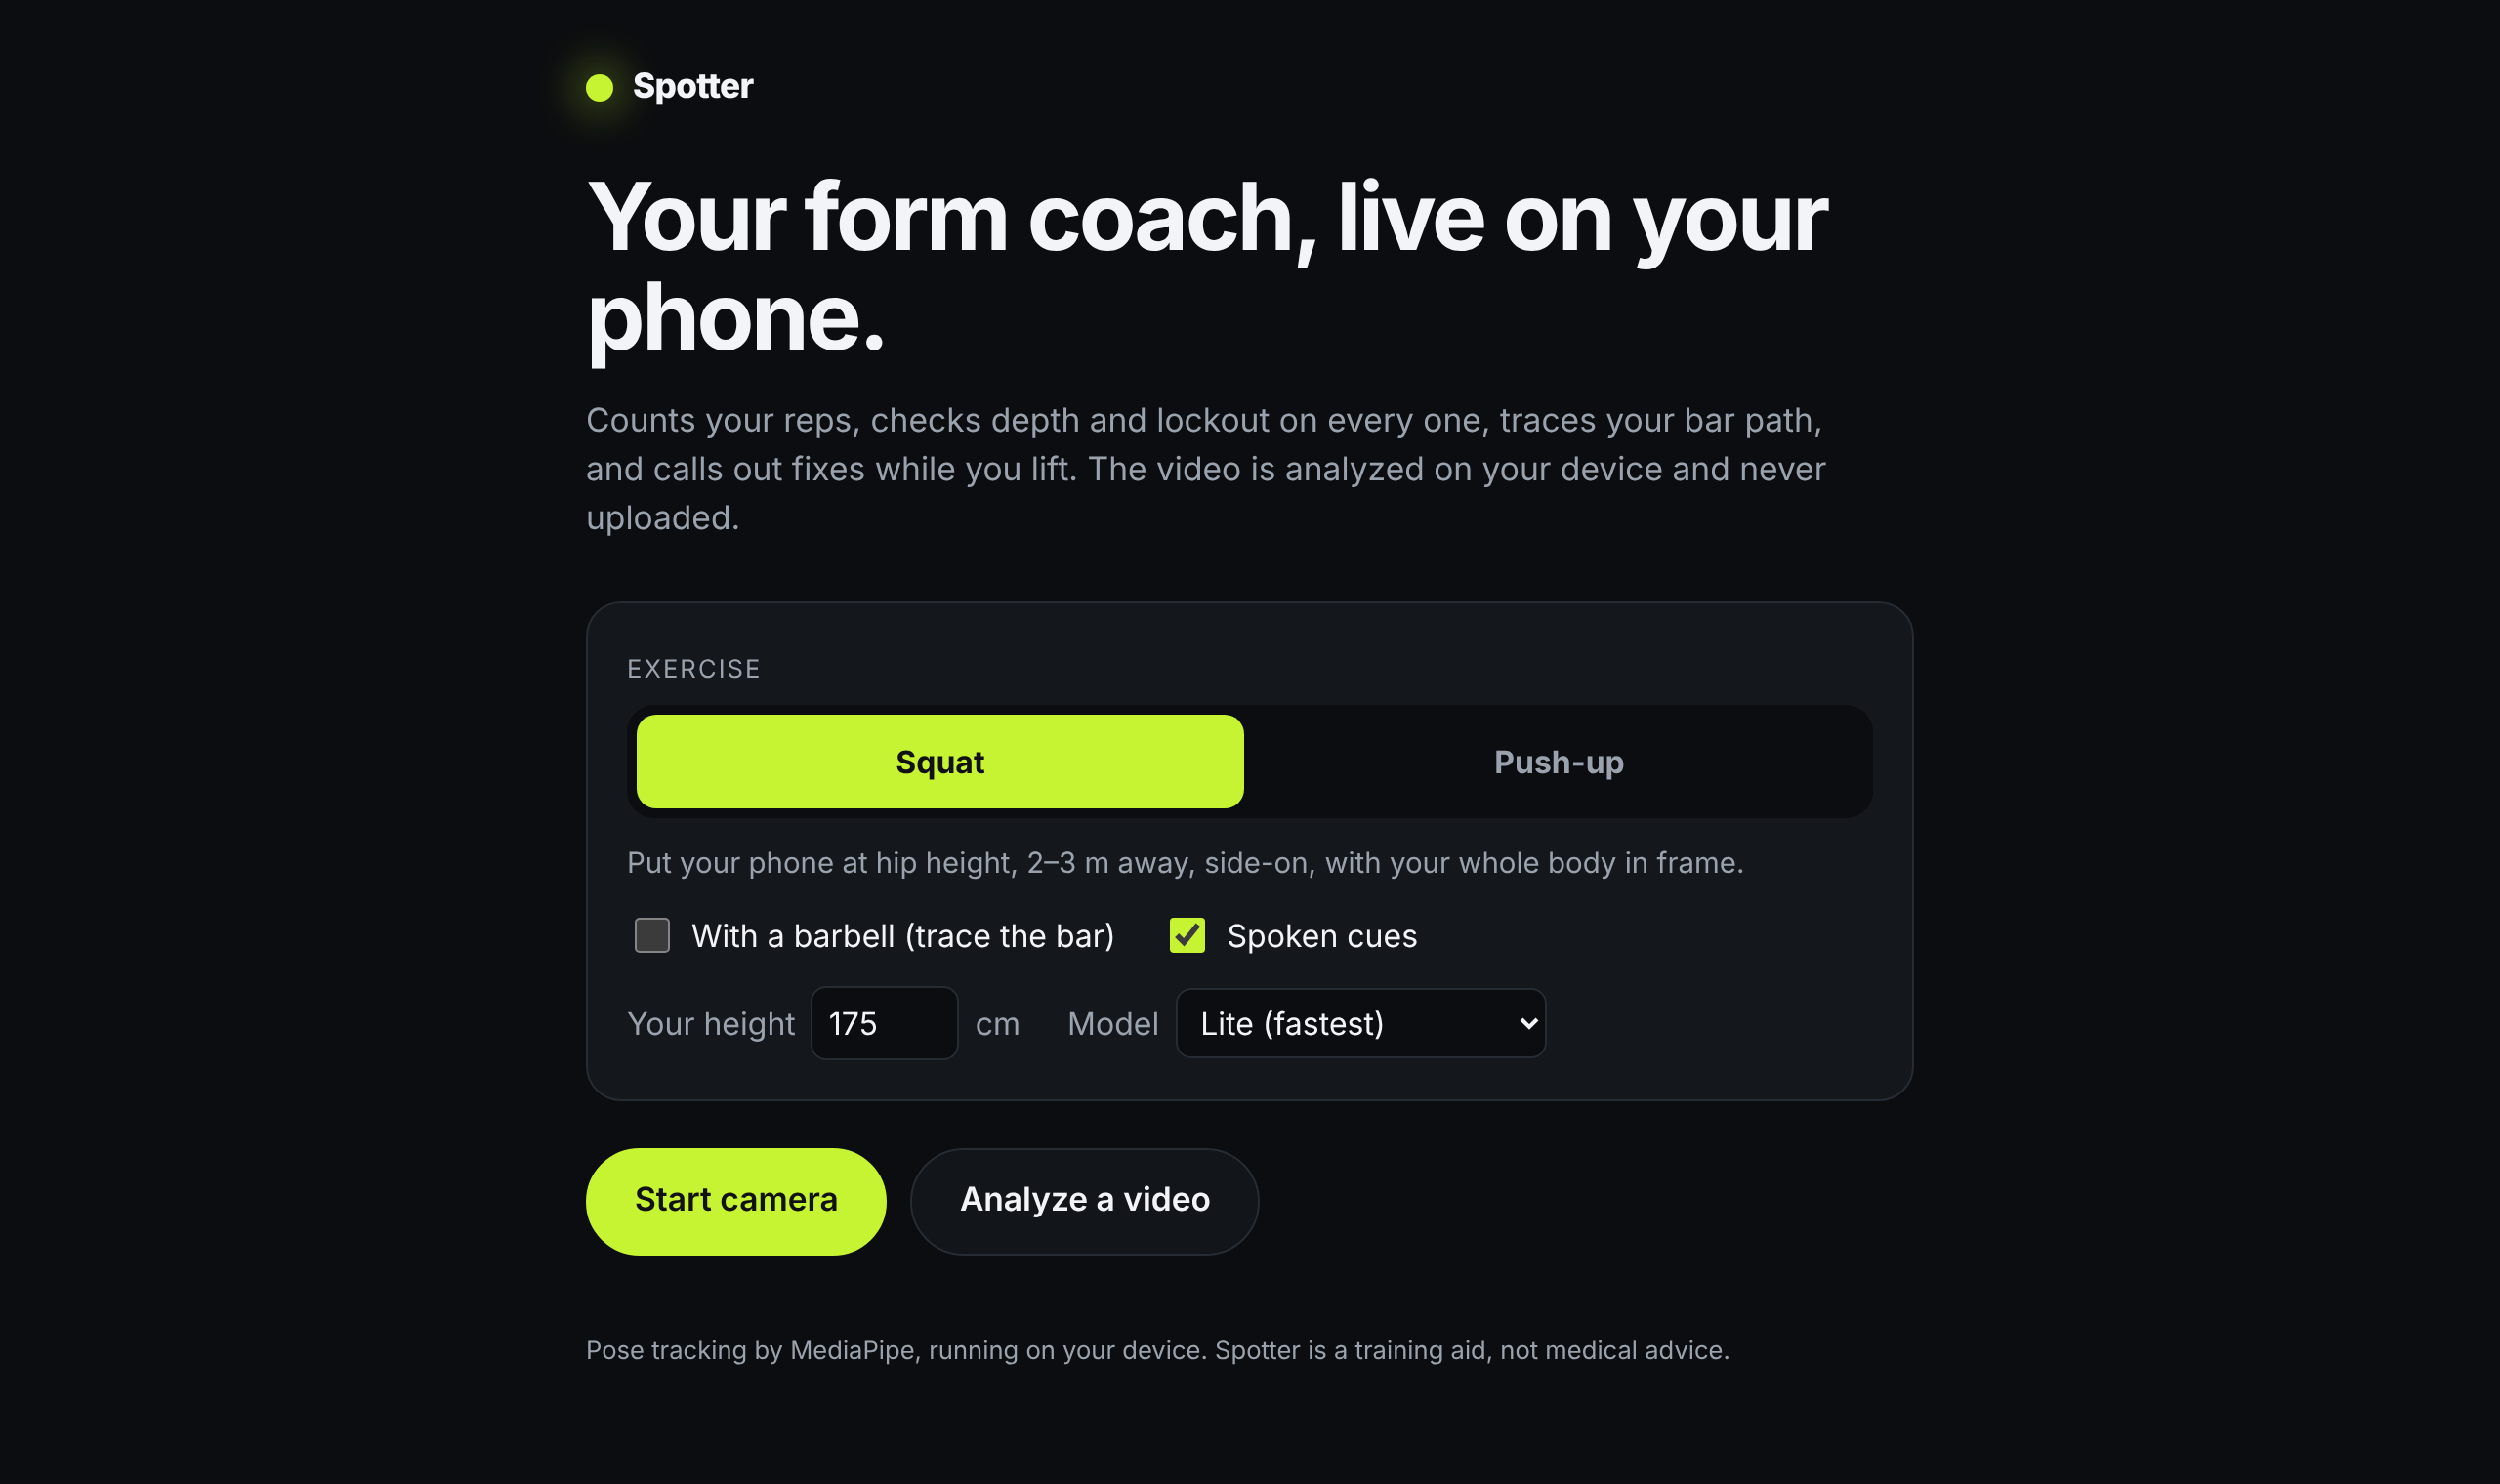 Spotter
Your form coach, live on your
phone.
Counts your reps, checks depth and lockout on every one, traces your bar path,
and calls out fixes while you lift. The video is analyzed on your device and never
uploaded.
EXERCISE
Squat Push-up
Put your phone at hip height, 2–3 m away, side-on, with your whole body in frame.
With a barbell (trace the bar) Spoken cues
Your height 175 cm Model Lite (fastest)
Start camera Analyze a video
Pose tracking by MediaPipe, running on your device. Spotter is a training aid, not medical advice.